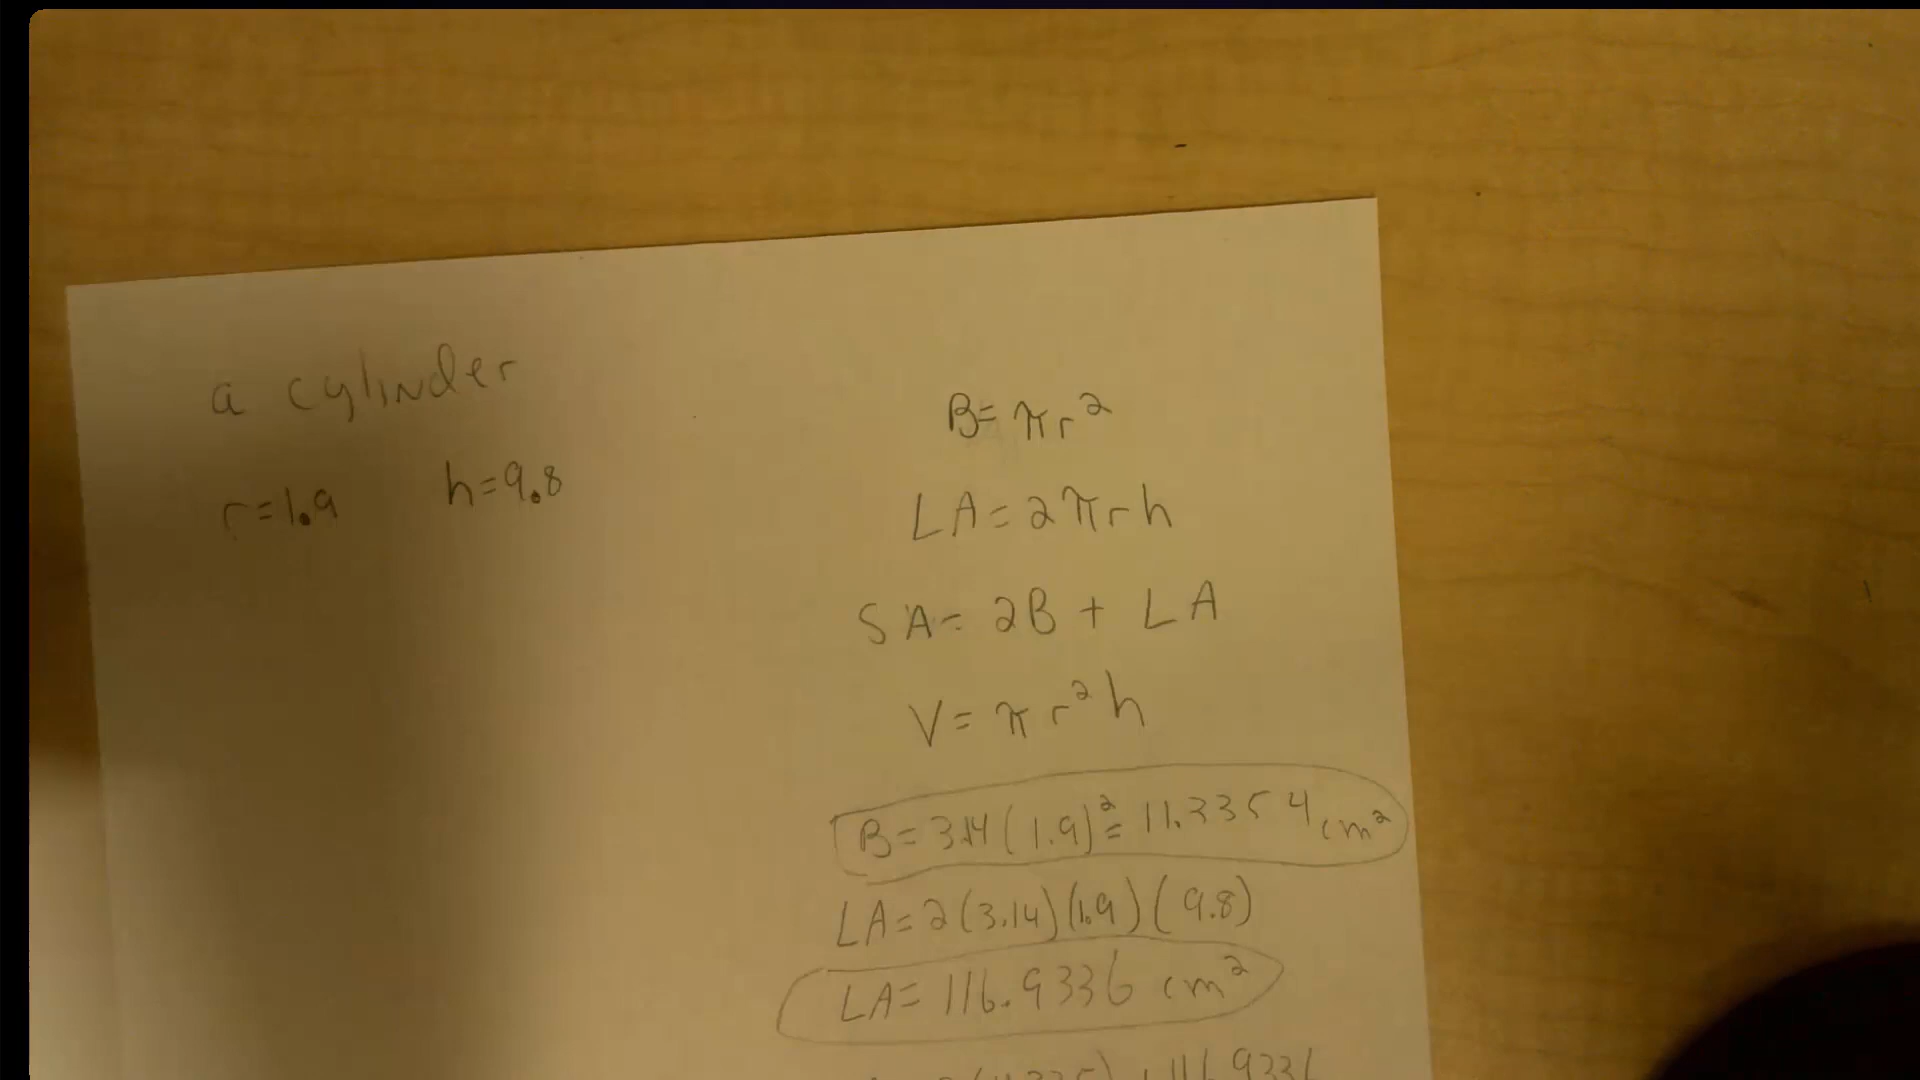 a cylinder
r=1.9 h=9.8
B= πr²
LA=2πrh
SA= 2B + LA
V= πr²h
B=3.14(1.9)²= 11.3354 cm²
LA=2(3.14)(1.9)(9.8)
LA= 116.9336 cm²